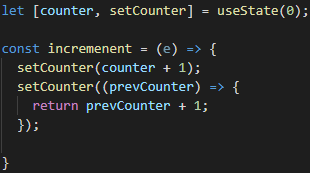 let [counter, setCounter] = useState(0);
const incremenent = (e) => {
setCounter(counter + 1);
setCounter((prevCounter) => {
return prevCounter + 1;
});
}